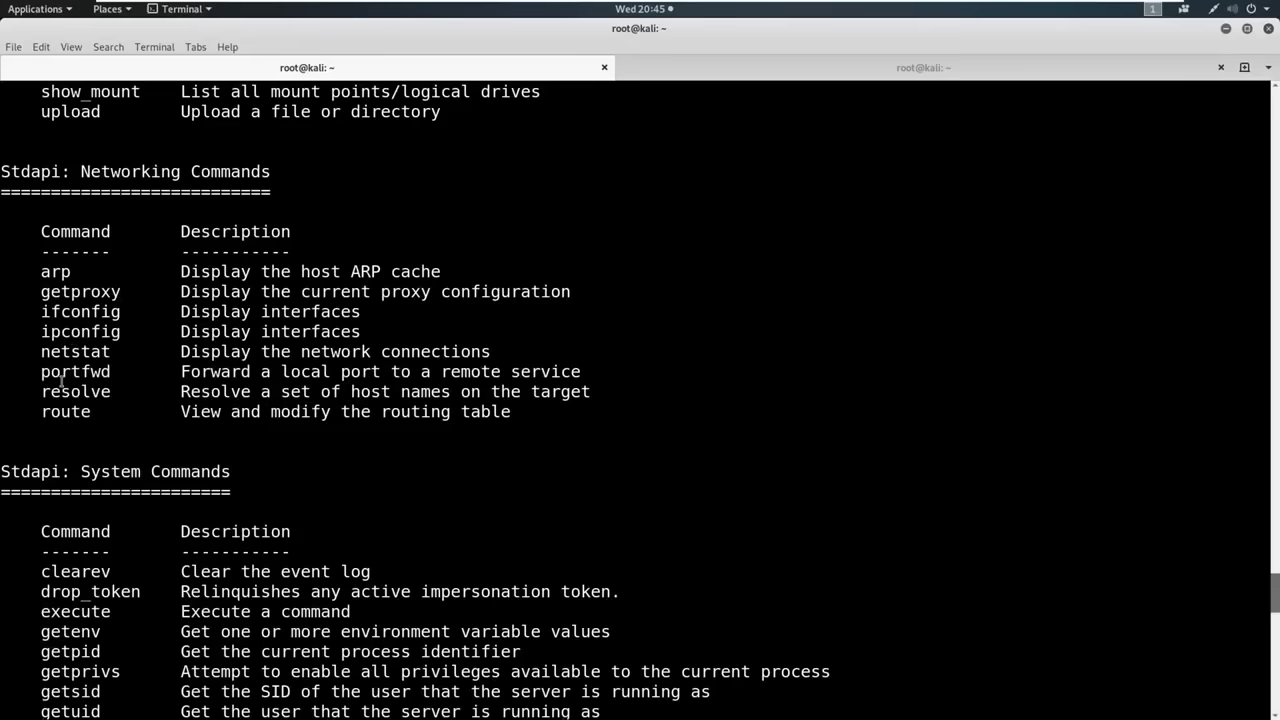 Applications Places Terminal Wed 20:45 1
root@kali: ~
File Edit View Search Terminal Tabs Help
root@kali: ~ × root@kali: ~ ×
show_mount List all mount points/logical drives
upload Upload a file or directory
Stdapi: Networking Commands
===========================
Command Description
------- -----------
arp Display the host ARP cache
getproxy Display the current proxy configuration
ifconfig Display interfaces
ipconfig Display interfaces
netstat Display the network connections
portfwd Forward a local port to a remote service
resolve Resolve a set of host names on the target
route View and modify the routing table
Stdapi: System Commands
=======================
Command Description
------- -----------
clearev Clear the event log
drop_token Relinquishes any active impersonation token.
execute Execute a command
getenv Get one or more environment variable values
getpid Get the current process identifier
getprivs Attempt to enable all privileges available to the current process
getsid Get the SID of the user that the server is running as
getuid Get the user that the server is running as